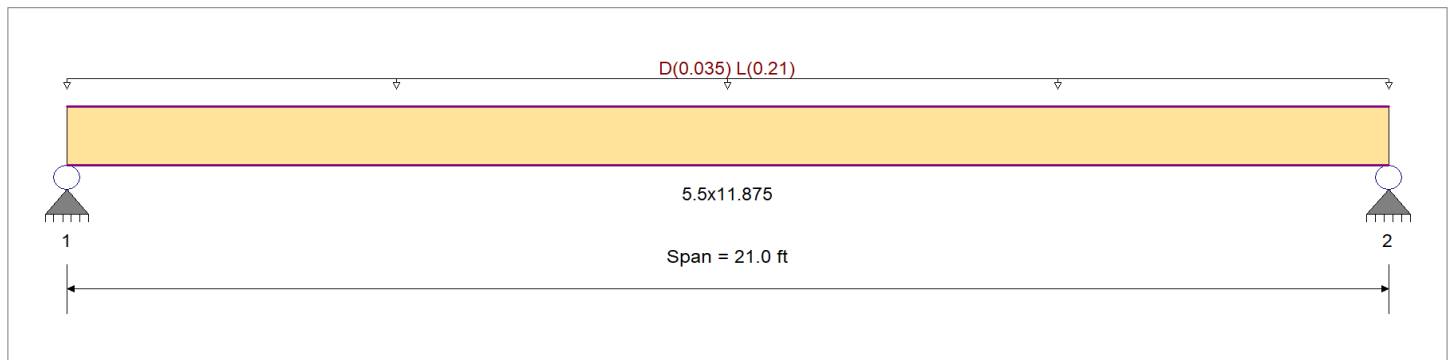 D(0.035) L(0.21)
5.5x11.875
1 2
Span = 21.0 ft